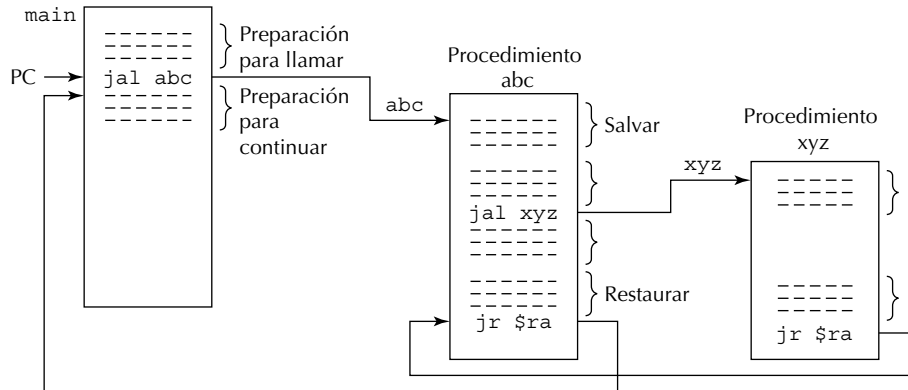 main
Preparación
para llamar
PC
jal abc
Preparación
para
continuar
Procedimiento
abc
abc
Salvar
jal xyz
Restaurar
jr $ra
Procedimiento
xyz
xyz
jr $ra